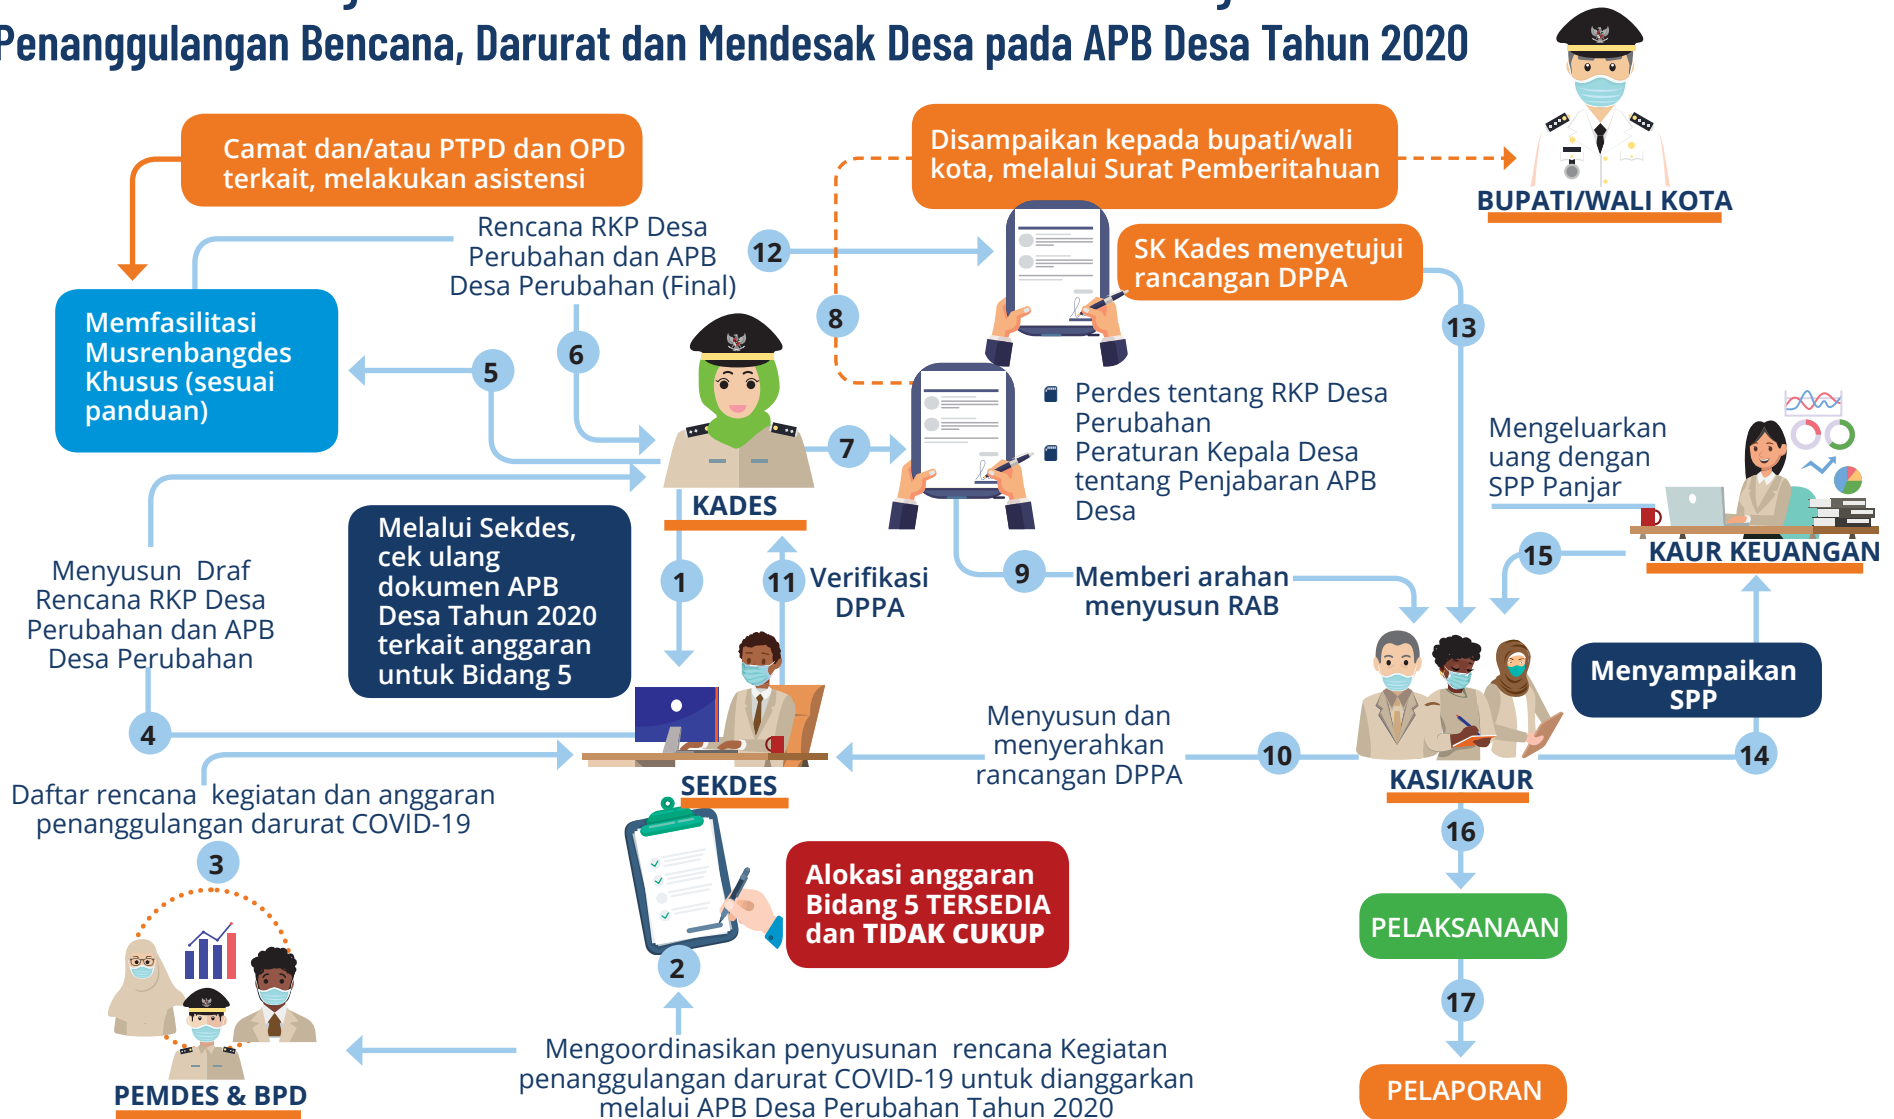 Penanggulangan Bencana, Darurat dan Mendesak Desa pada APB Desa Tahun 2020
Camat dan/atau PTPD dan OPD
terkait, melakukan asistensi
Disampaikan kepada bupati/wali
kota, melalui Surat Pemberitahuan
BUPATI/WALI KOTA
Rencana RKP Desa
Perubahan dan APB
Desa Perubahan (Final)
12
SK Kades menyetujui
rancangan DPPA
Memfasilitasi
Musrenbangdes
Khusus (sesuai
panduan)
5
6
8
13
7
Perdes tentang RKP Desa
Perubahan
Peraturan Kepala Desa
tentang Penjabaran APB
Desa
Mengeluarkan
uang dengan
SPP Panjar
KADES
KAUR KEUANGAN
Melalui Sekdes,
cek ulang
dokumen APB
Desa Tahun 2020
terkait anggaran
untuk Bidang 5
Menyusun Draf
Rencana RKP Desa
Perubahan dan APB
Desa Perubahan
1
11
Verifikasi
DPPA
9
Memberi arahan
menyusun RAB
15
Menyampaikan
SPP
4
Menyusun dan
menyerahkan
rancangan DPPA
10
14
SEKDES
KASI/KAUR
Daftar rencana kegiatan dan anggaran
penanggulangan darurat COVID-19
3
16
Alokasi anggaran
Bidang 5 TERSEDIA
dan TIDAK CUKUP
2
PELAKSANAAN
17
Mengoordinasikan penyusunan rencana Kegiatan
penanggulangan darurat COVID-19 untuk dianggarkan
melalui APB Desa Perubahan Tahun 2020
PEMDES & BPD
PELAPORAN